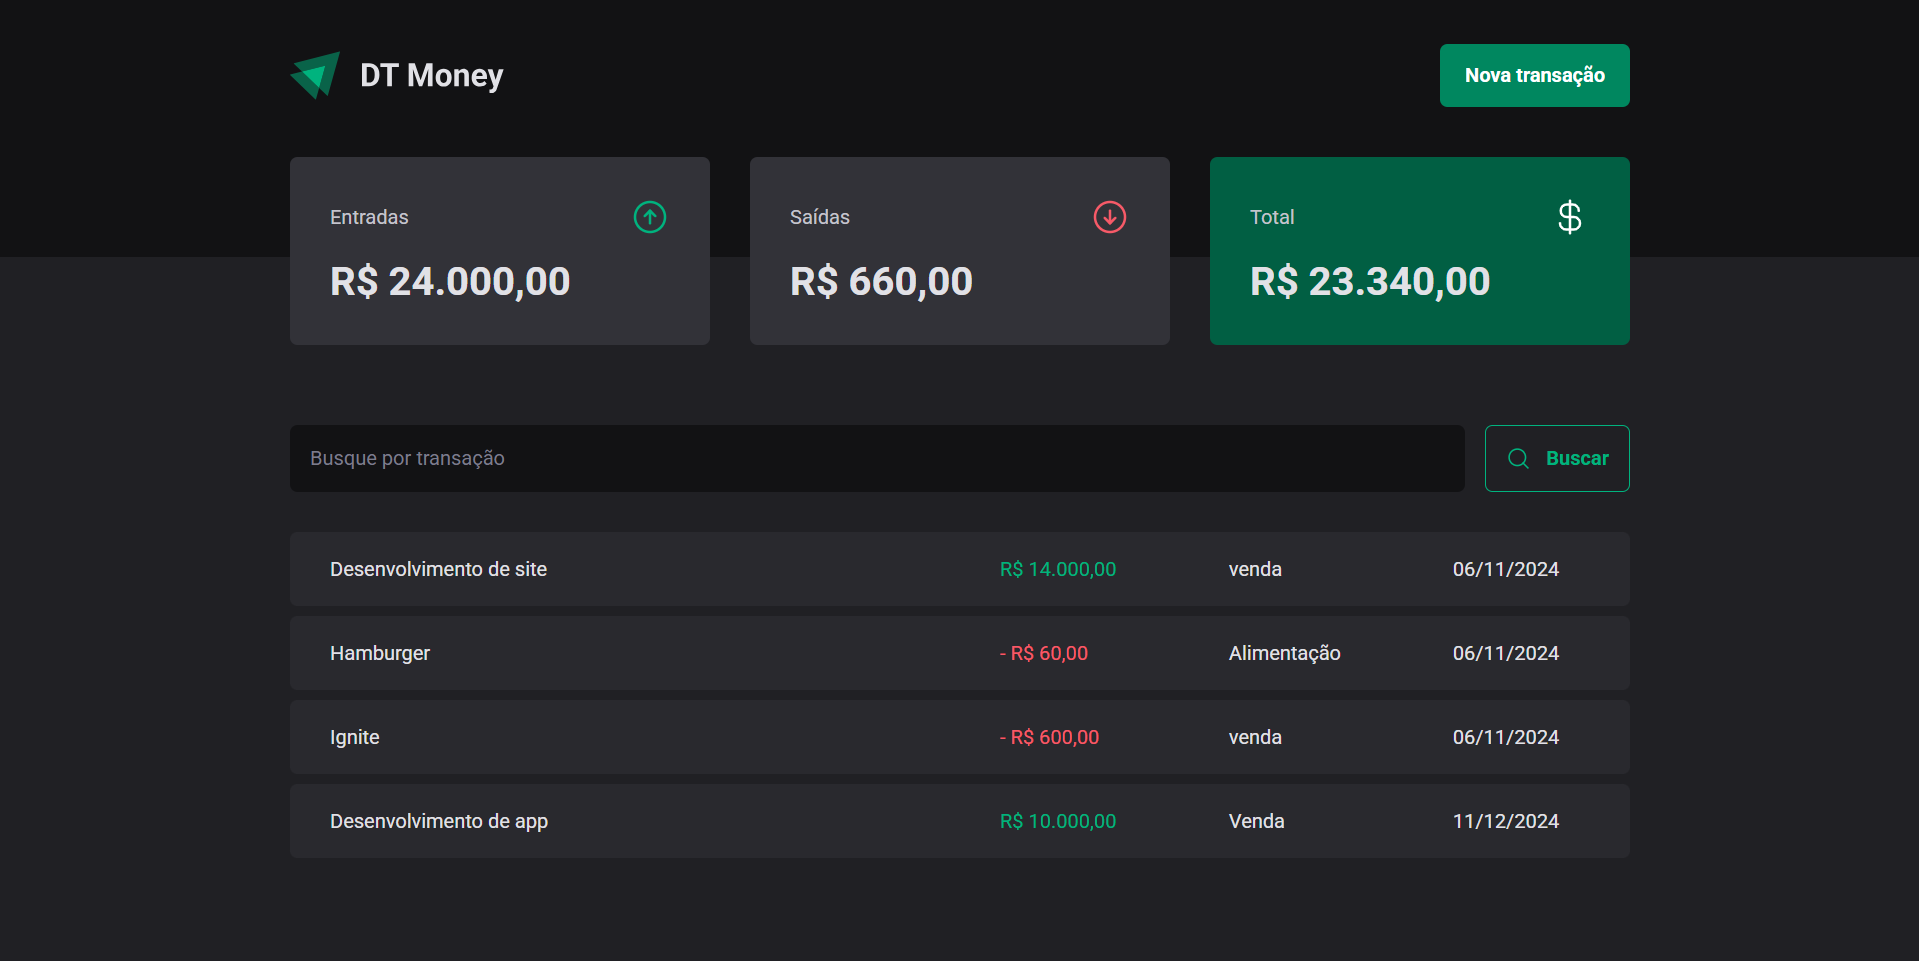 DT Money
Nova transação
Entradas
R$ 24.000,00
Saídas
R$ 660,00
Total
R$ 23.340,00
Busque por transação
Buscar
Desenvolvimento de site R$ 14.000,00 venda 06/11/2024
Hamburger - R$ 60,00 Alimentação 06/11/2024
Ignite - R$ 600,00 venda 06/11/2024
Desenvolvimento de app R$ 10.000,00 Venda 11/12/2024